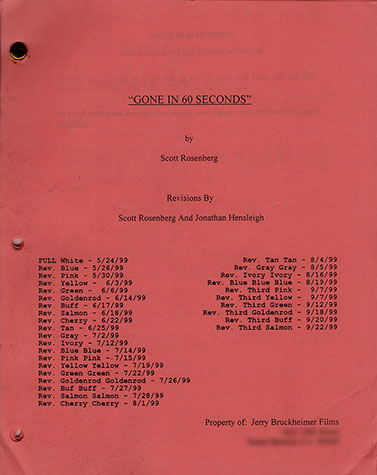 "GONE IN 60 SECONDS"
by
Scott Rosenberg
Revisions By
Scott Rosenberg And Jonathan Hensleigh
FULL White - 5/24/99
Rev. Blue - 5/26/99
Rev. Pink - 5/30/99
Rev. Yellow - 6/3/99
Rev. Green - 6/6/99
Rev. Goldenrod - 6/14/99
Rev. Buff - 6/17/99
Rev. Salmon - 6/18/99
Rev. Cherry - 6/22/99
Rev. Tan - 6/25/99
Rev. Gray - 7/2/99
Rev. Ivory - 7/12/99
Rev. Blue Blue - 7/14/99
Rev. Pink Pink - 7/15/99
Rev. Yellow Yellow - 7/19/99
Rev. Green Green - 7/22/99
Rev. Goldenrod Goldenrod - 7/26/99
Rev. Buf Buff - 7/27/99
Rev. Salmon Salmon - 7/28/99
Rev. Cherry Cherry - 8/1/99
Rev. Tan Tan - 8/4/99
Rev. Gray Gray - 8/5/99
Rev. Ivory Ivory - 8/16/99
Rev. Blue Blue Blue - 8/19/99
Rev. Third Pink - 9/7/99
Rev. Third Yellow - 9/7/99
Rev. Third Green - 9/12/99
Rev. Third Goldenrod - 9/18/99
Rev. Third Buff - 9/20/99
Rev. Third Salmon - 9/22/99
Property of: Jerry Bruckheimer Films